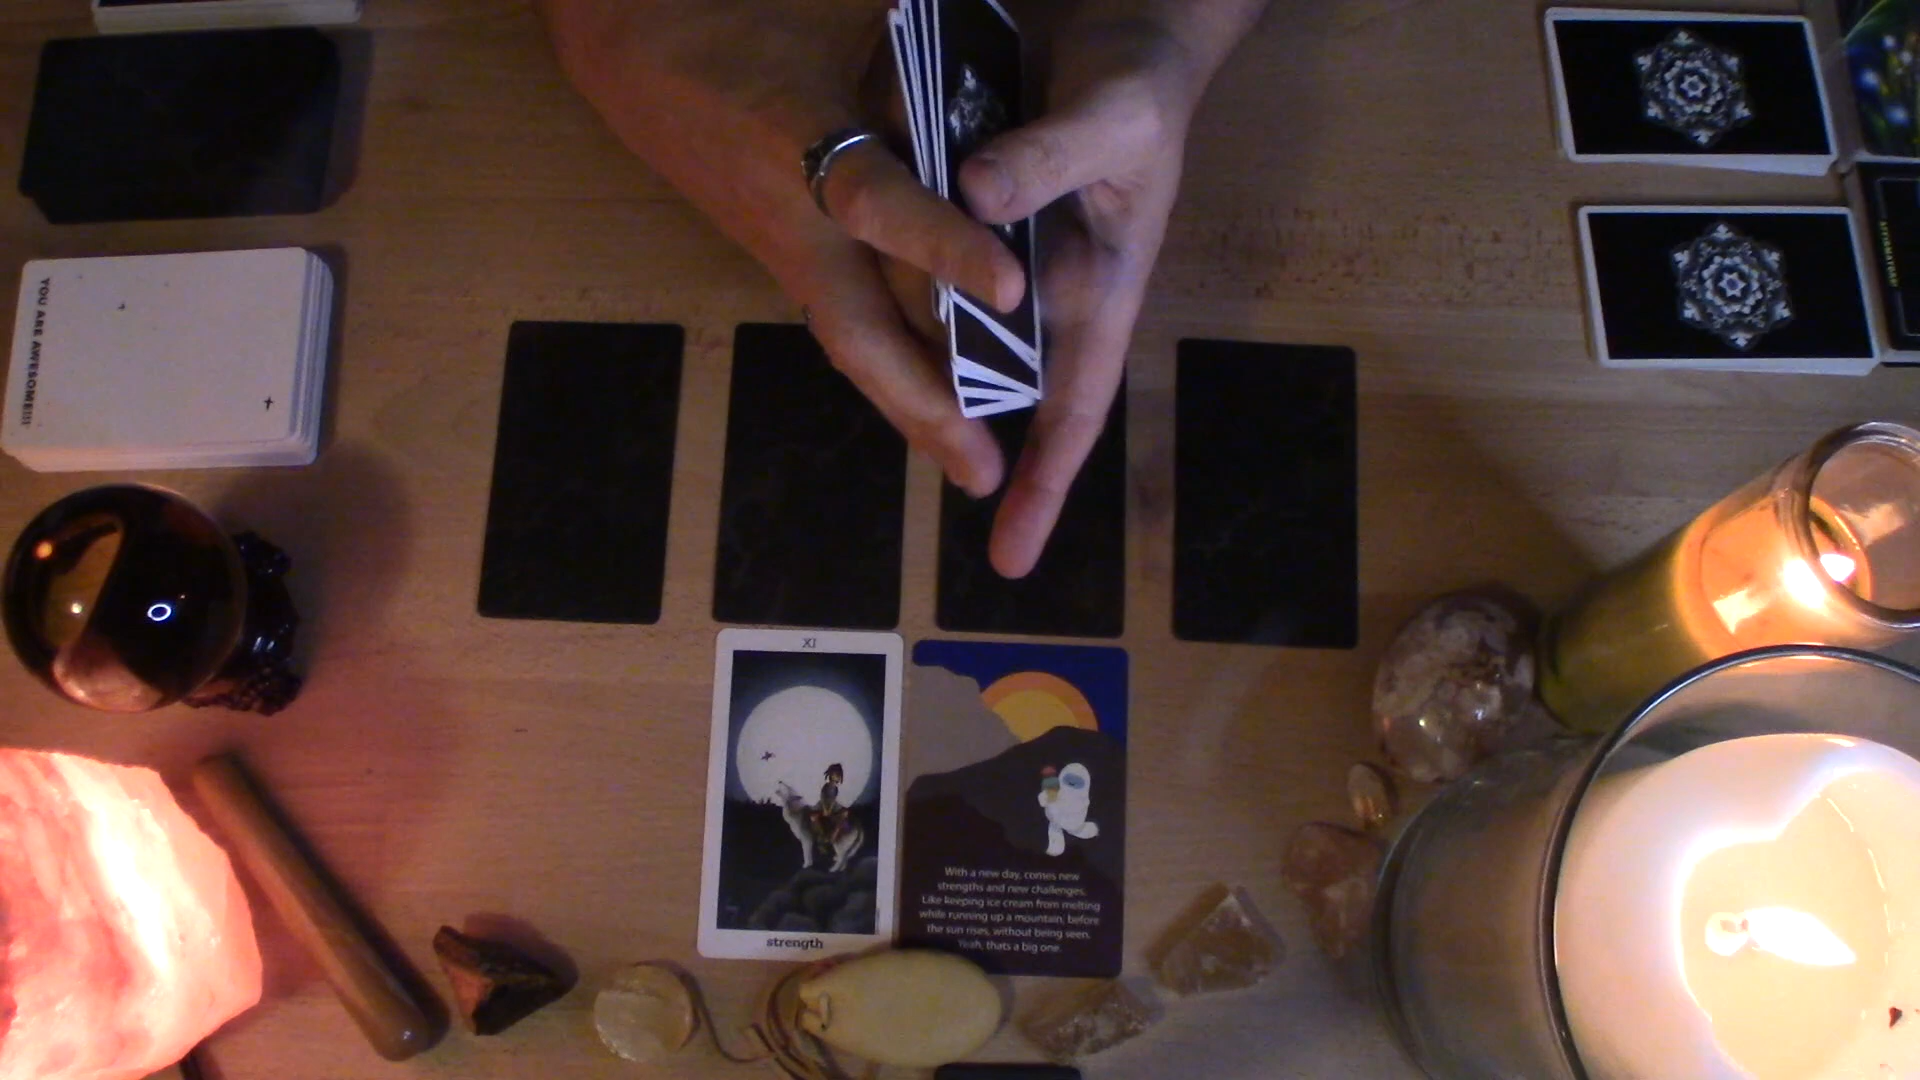 YOU ARE AWESOME!!!
XI
strength
With a new day, comes new
strengths and new challenges.
Like keeping ice cream from melting
while running up a mountain, before
the sun rises, without being seen.
Yeah, thats a big one.